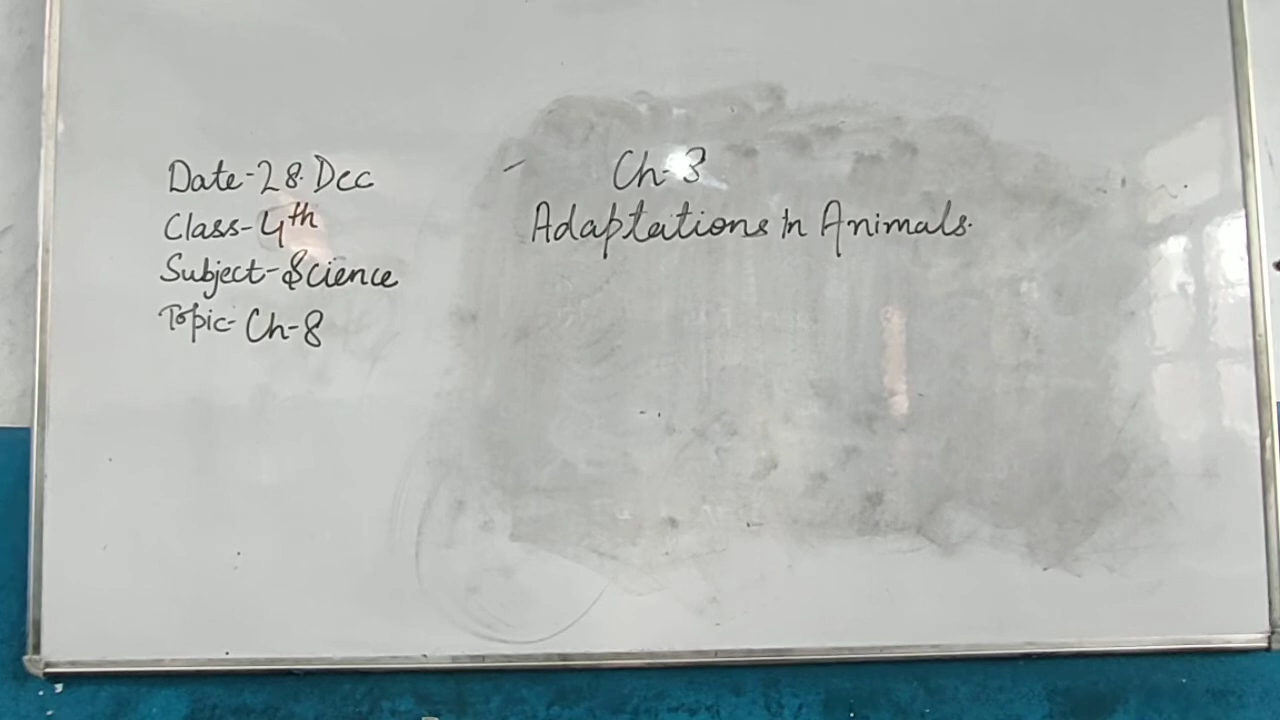 Date-28.Dec
Class-4th
Subject-Science
Topic-Ch-8
Ch-3
Adaptations In Animals.